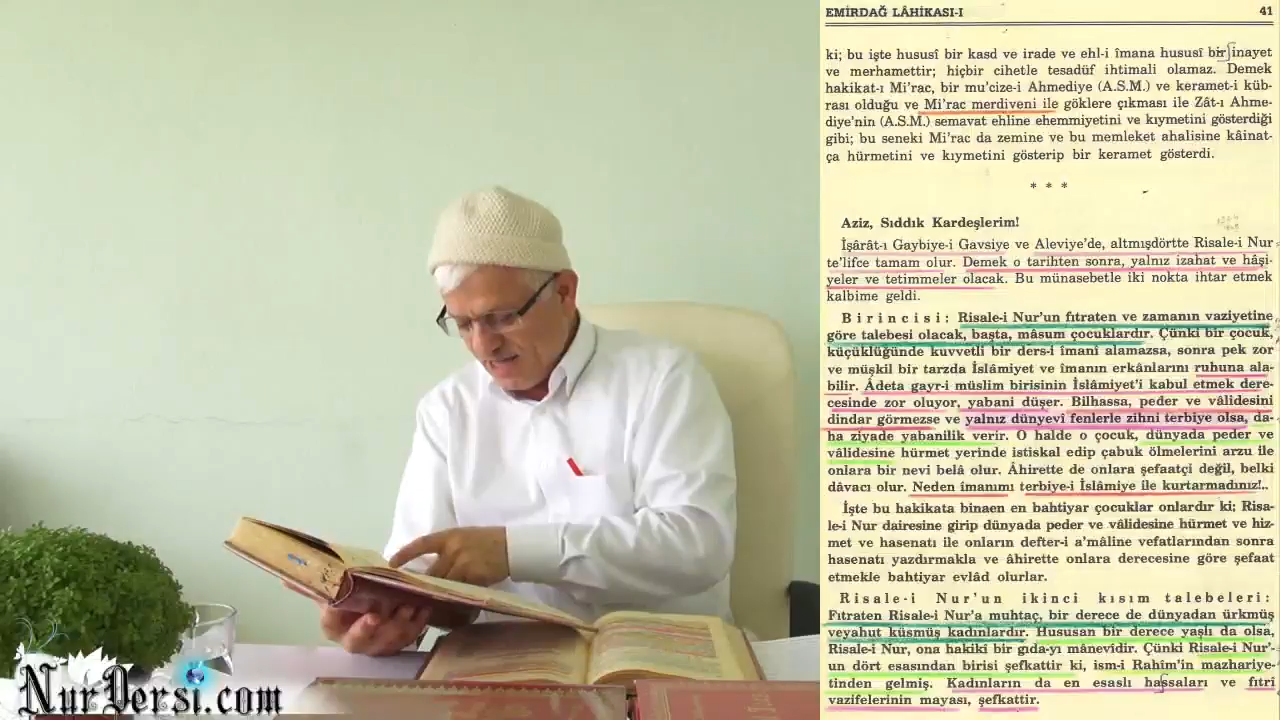 EMİRDAĞ LÂHİKASI-I 41
ki; bu işte hususî bir kasd ve irade ve ehl-i îmana hususî bir inayet
ve merhamettir; hiçbir cihetle tesadüf ihtimali olamaz. Demek
hakikat-ı Mi'rac, bir mu'cize-i Ahmediye (A.S.M.) ve keramet-i küb-
rası olduğu ve Mi'rac merdiveni ile göklere çıkması ile Zât-ı Ahme-
diye'nin (A.S.M.) semavat ehline ehemmiyetini ve kıymetini gösterdiği
gibi; bu seneki Mi'rac da zemine ve bu memleket ahalisine kâinat-
ça hürmetini ve kıymetini gösterip bir keramet gösterdi.
* * *
Aziz, Sıddık Kardeşlerim!
İşârât-ı Gaybiye-i Gavsiye ve Aleviye'de, altmışdörtte Risale-i Nur
te'lifce tamam olur. Demek o tarihten sonra, yalnız izahat ve hâşi-
yeler ve tetimmeler olacak. Bu münasebetle iki nokta ihtar etmek
kalbime geldi.
Birincisi: Risale-i Nur'un fıtraten ve zamanın vaziyetine
göre talebesi olacak, başta, mâsum çocuklardır. Çünki bir çocuk,
küçüklüğünde kuvvetli bir ders-i îmanî alamazsa, sonra pek zor
ve müşkil bir tarzda İslâmiyet ve îmanın erkânlarını ruhuna ala-
bilir. Âdeta gayr-i müslim birisinin İslâmiyet'i kabul etmek dere-
cesinde zor oluyor, yabani düşer. Bilhassa, peder ve vâlidesini
dindar görmezse ve yalnız dünyevî fenlerle zihni terbiye olsa, da-
ha ziyade yabanilik verir. O halde o çocuk, dünyada peder ve
vâlidesine hürmet yerinde istiskal edip çabuk ölmelerini arzu ile
onlara bir nevi belâ olur. Âhirette de onlara şefaatçi değil, belki
dâvacı olur. Neden îmanımı terbiye-i İslâmiye ile kurtarmadınız!..
İşte bu hakikata binaen en bahtiyar çocuklar onlardır ki; Risa-
le-i Nur dairesine girip dünyada peder ve vâlidesine hürmet ve hiz-
met ve hasenatı ile onların defter-i a'mâline vefatlarından sonra
hasenatı yazdırmakla ve âhirette onlara derecesine göre şefaat
etmekle bahtiyar evlâd olurlar.
Risale-i Nur'un ikinci kısım talebeleri:
Fıtraten Risale-i Nur'a muhtaç, bir derece de dünyadan ürkmüş
veyahut küsmüş kadınlardır. Hususan bir derece yaşlı da olsa,
Risale-i Nur, ona hakikî bir gıda-yı mânevîdir. Çünki Risale-i Nur'-
un dört esasından birisi şefkattir ki, ism-i Rahîm'in mazhariye-
tinden gelmiş. Kadınların da en esaslı hassaları ve fıtrî
vazifelerinin mayası, şefkattir.
NurDersi.com